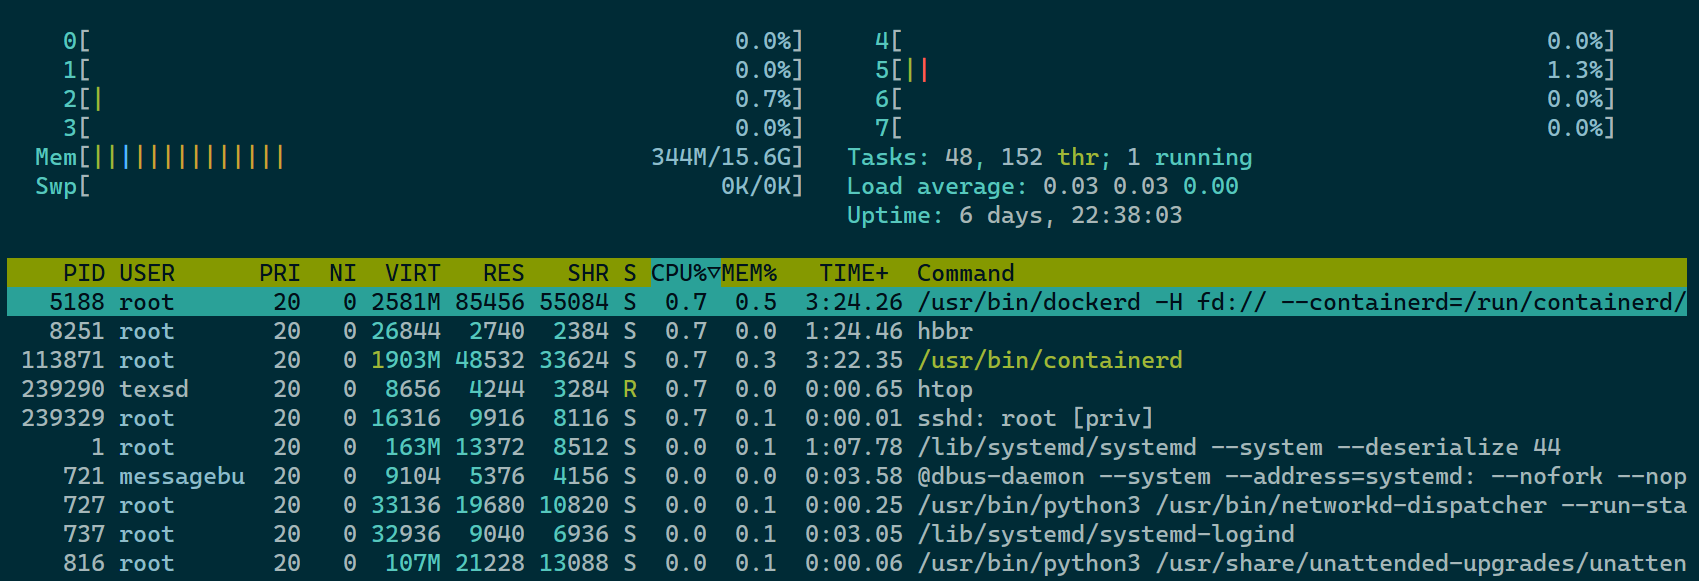 0[ 0.0%] 4[ 0.0%]
1[ 0.0%] 5[|| 1.3%]
2[| 0.7%] 6[ 0.0%]
3[ 0.0%] 7[ 0.0%]
Mem[|||||||||||||| 344M/15.6G] Tasks: 48, 152 thr; 1 running
Swp[ 0K/0K] Load average: 0.03 0.03 0.00
Uptime: 6 days, 22:38:03
PID USER PRI NI VIRT RES SHR S CPU%▽MEM% TIME+ Command
5188 root 20 0 2581M 85456 55084 S 0.7 0.5 3:24.26 /usr/bin/dockerd -H fd:// --containerd=/run/containerd/
8251 root 20 0 26844 2740 2384 S 0.7 0.0 1:24.46 hbbr
113871 root 20 0 1903M 48532 33624 S 0.7 0.3 3:22.35 /usr/bin/containerd
239290 texsd 20 0 8656 4244 3284 R 0.7 0.0 0:00.65 htop
239329 root 20 0 16316 9916 8116 S 0.7 0.1 0:00.01 sshd: root [priv]
1 root 20 0 163M 13372 8512 S 0.0 0.1 1:07.78 /lib/systemd/systemd --system --deserialize 44
721 messagebu 20 0 9104 5376 4156 S 0.0 0.0 0:03.58 @dbus-daemon --system --address=systemd: --nofork --nop
727 root 20 0 33136 19680 10820 S 0.0 0.1 0:00.25 /usr/bin/python3 /usr/bin/networkd-dispatcher --run-sta
737 root 20 0 32936 9040 6936 S 0.0 0.1 0:03.05 /lib/systemd/systemd-logind
816 root 20 0 107M 21228 13088 S 0.0 0.1 0:00.06 /usr/bin/python3 /usr/share/unattended-upgrades/unatten